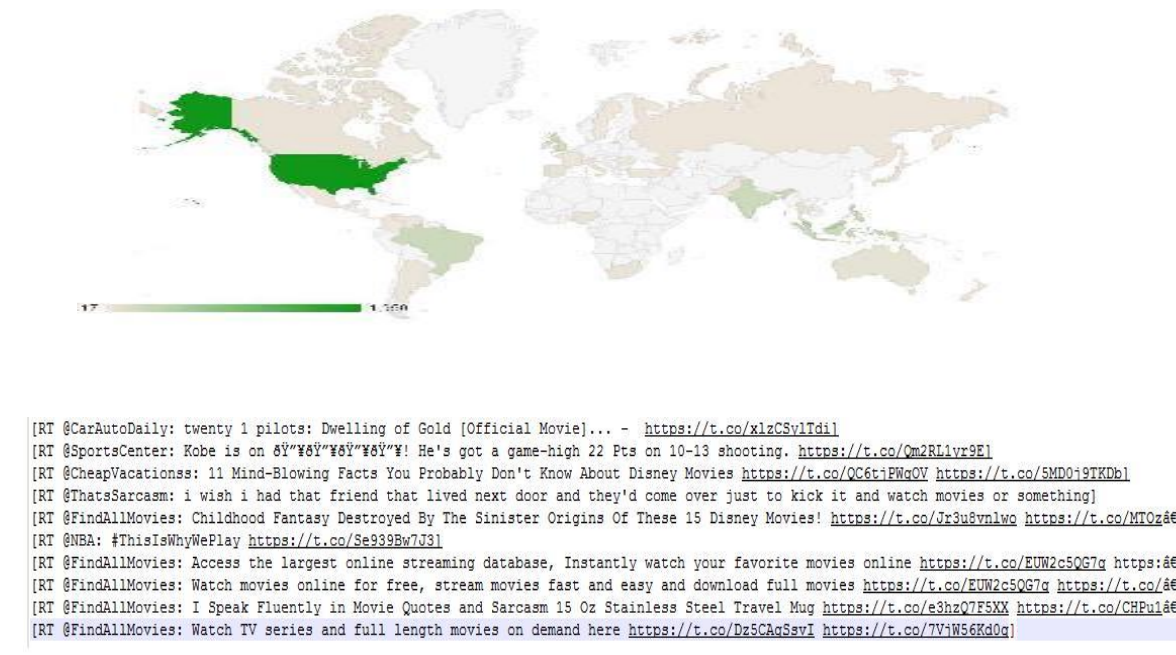 17
[RT @CarAutoDaily: twenty 1 pilots: Dwelling of Gold [Official Movie]... - https://t.co/xlzCSylTdi]
[RT @SportsCenter: Kobe is on ðŸ”¥ðŸ”¥ðŸ”¥ðŸ”¥! He's got a game-high 22 Pts on 10-13 shooting. https://t.co/Qm2RL1vr9E]
[RT @CheapVacationss: 11 Mind-Blowing Facts You Probably Don't Know About Disney Movies https://t.co/QC6tjPWqOV https://t.co/5MD0j9TKDb]
[RT @ThatsSarcasm: i wish i had that friend that lived next door and they'd come over just to kick it and watch movies or something]
[RT @FindAllMovies: Childhood Fantasy Destroyed By The Sinister Origins Of These 15 Disney Movies! https://t.co/Jr3u8vnlwo https://t.co/MTOzâ€
[RT @NBA: #ThisIsWhyWePlay https://t.co/Se939Bw7J3]
[RT @FindAllMovies: Access the largest online streaming database, Instantly watch your favorite movies online https://t.co/EUW2c5QG7q https:â€
[RT @FindAllMovies: Watch movies online for free, stream movies fast and easy and download full movies https://t.co/EUW2c5QG7q https://t.co/â€
[RT @FindAllMovies: I Speak Fluently in Movie Quotes and Sarcasm 15 Oz Stainless Steel Travel Mug https://t.co/e3hzQ7F5XX https://t.co/CHPu1â€
[RT @FindAllMovies: Watch TV series and full length movies on demand here https://t.co/Dz5CAgSsvI https://t.co/7VjW56Kd0q]